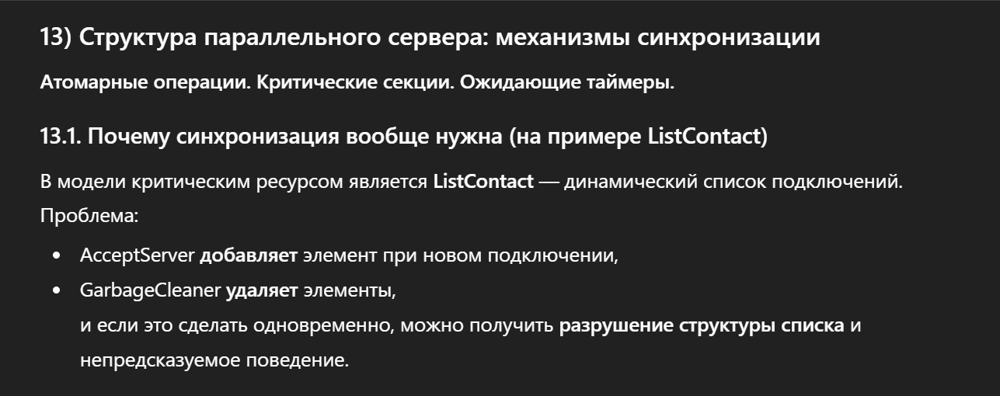 13) Структура параллельного сервера: механизмы синхронизации
Атомарные операции. Критические секции. Ожидающие таймеры.
13.1. Почему синхронизация вообще нужна (на примере ListContact)
В модели критическим ресурсом является ListContact — динамический список подключений.
Проблема:
• AcceptServer добавляет элемент при новом подключении,
• GarbageCleaner удаляет элементы,
и если это сделать одновременно, можно получить разрушение структуры списка и
непредсказуемое поведение.